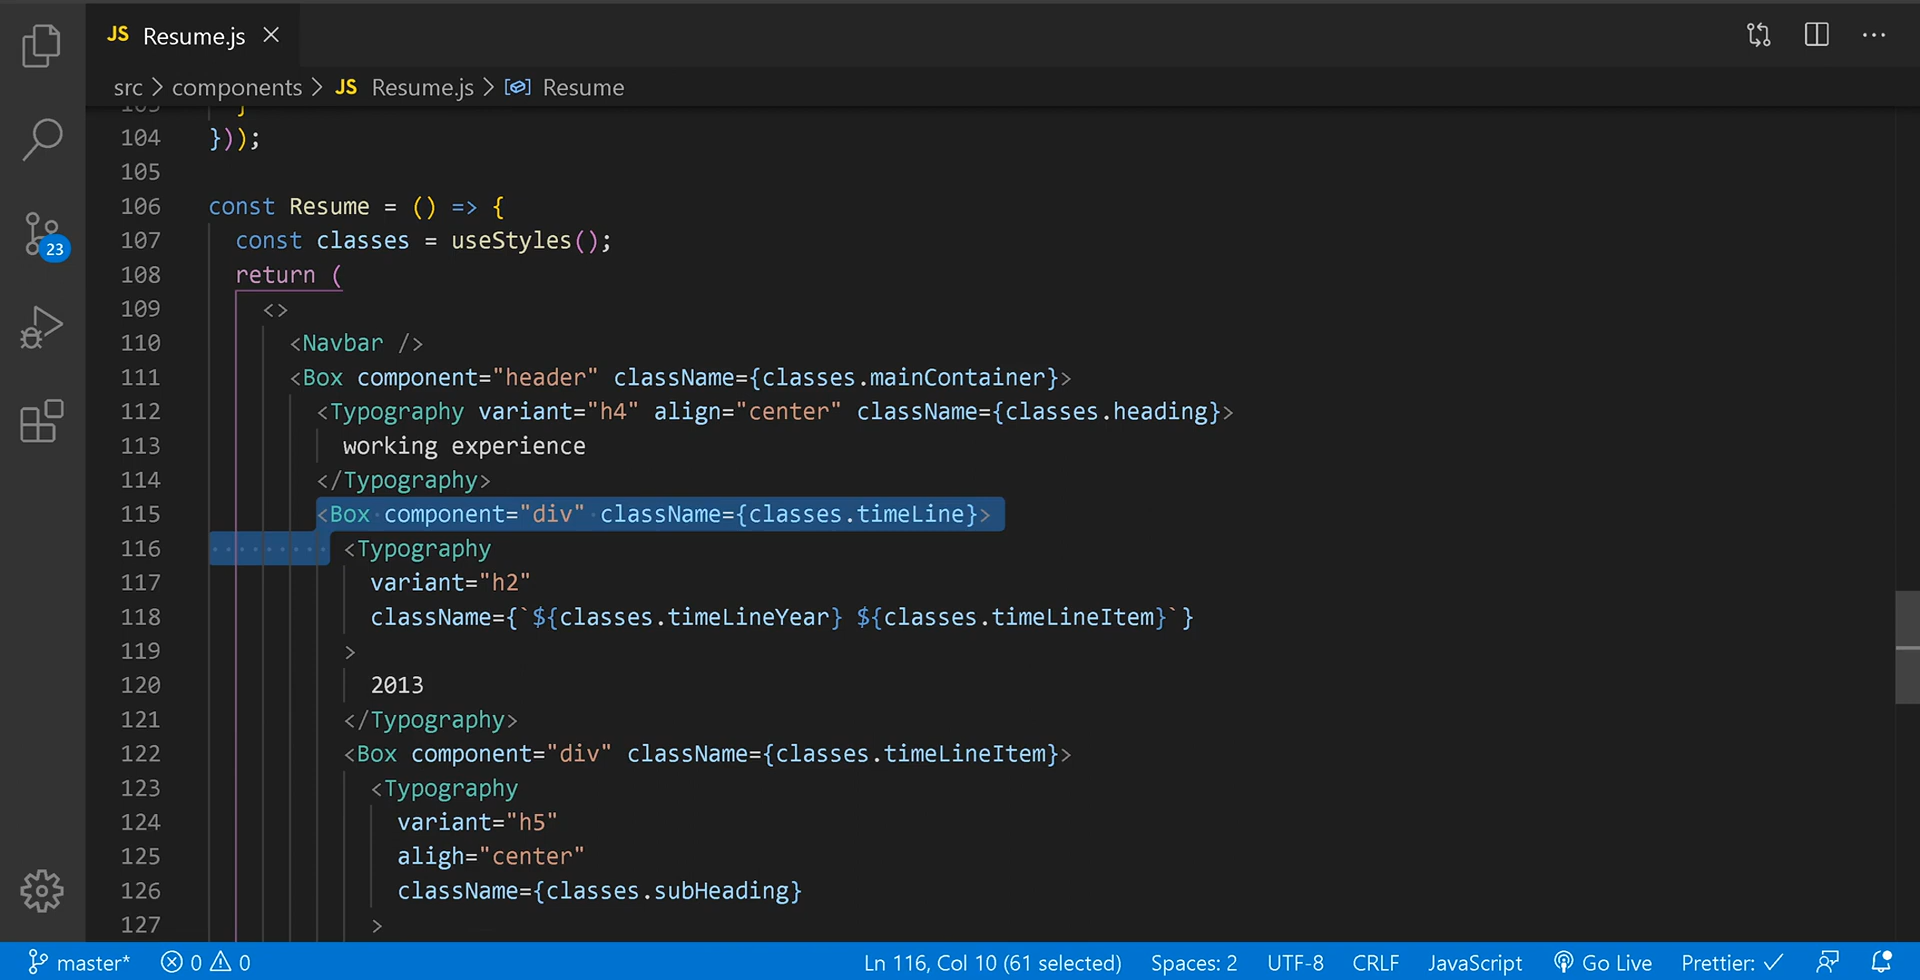 JS Resume.js
src > components > JS Resume.js > Resume
103 }
104 }));
105
106 const Resume = () => {
107 const classes = useStyles();
108 return (
109 <>
110 <Navbar />
111 <Box component="header" className={classes.mainContainer}>
112 <Typography variant="h4" align="center" className={classes.heading}>
113 working experience
114 </Typography>
115 <Box component="div" className={classes.timeLine}>
116 <Typography
117 variant="h2"
118 className={`${classes.timeLineYear} ${classes.timeLineItem}`}
119 >
120 2013
121 </Typography>
122 <Box component="div" className={classes.timeLineItem}>
123 <Typography
124 variant="h5"
125 aligh="center"
126 className={classes.subHeading}
127 >
23
master* 0 0 Ln 116, Col 10 (61 selected) Spaces: 2 UTF-8 CRLF JavaScript Go Live Prettier: ✓